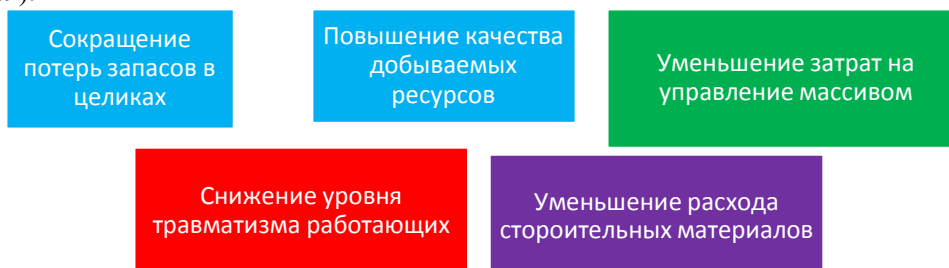 Сокращение
потерь запасов в
целиках
Повышение качества
добываемых
ресурсов
Уменьшение затрат на
управление массивом
Снижение уровня
травматизма работающих
Уменьшение расхода
стороительных материалов